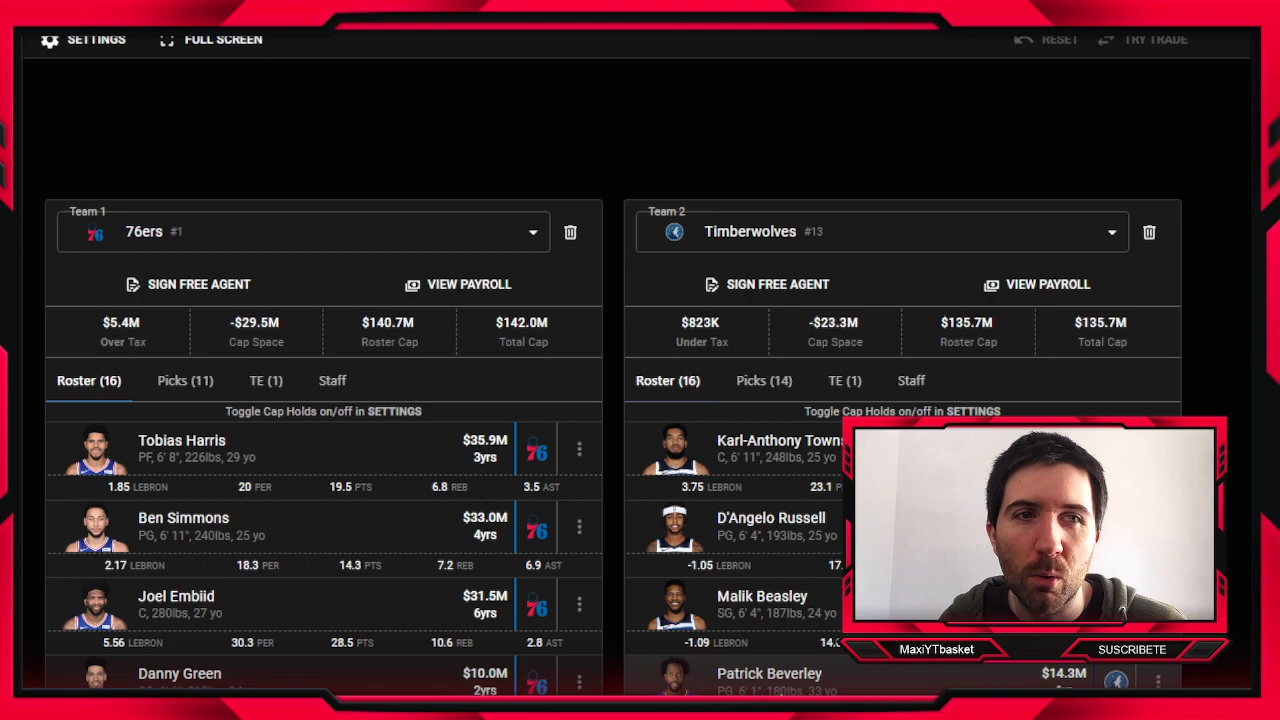 SETTINGS FULL SCREEN RESET TRY TRADE
Team 1
76ers #1
SIGN FREE AGENT VIEW PAYROLL
$5.4M -$29.5M $140.7M $142.0M
Over Tax Cap Space Roster Cap Total Cap
Roster (16) Picks (11) TE (1) Staff
Toggle Cap Holds on/off in SETTINGS
Tobias Harris $35.9M
PF, 6' 8", 226lbs, 29 yo 3yrs
1.85 LEBRON 20 PER 19.5 PTS 6.8 REB 3.5 AST
Ben Simmons $33.0M
PG, 6' 11", 240lbs, 25 yo 4yrs
2.17 LEBRON 18.3 PER 14.3 PTS 7.2 REB 6.9 AST
Joel Embiid $31.5M
C, 280lbs, 27 yo 6yrs
5.56 LEBRON 30.3 PER 28.5 PTS 10.6 REB 2.8 AST
Danny Green $10.0M
2yrs
Team 2
Timberwolves #13
SIGN FREE AGENT VIEW PAYROLL
$823K -$23.3M $135.7M $135.7M
Under Tax Cap Space Roster Cap Total Cap
Roster (16) Picks (14) TE (1) Staff
Toggle Cap Holds on/off in SETTINGS
Karl-Anthony Towns
C, 6' 11", 248lbs, 25 yo
3.75 LEBRON 23.1
D'Angelo Russell
PG, 6' 4", 193lbs, 25 yo
-1.05 LEBRON 17.
Malik Beasley
SG, 6' 4", 187lbs, 24 yo
-1.09 LEBRON 14.
Patrick Beverley $14.3M
PG, 6' 1", 180lbs, 33 yo
MaxiYTbasket SUSCRIBETE